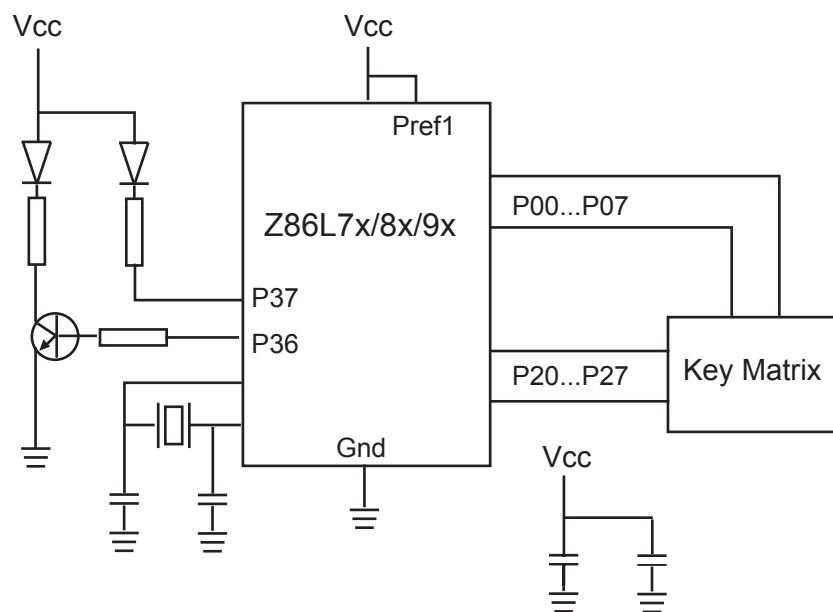 Vcc
Vcc
Pref1
Z86L7x/8x/9x
P00...P07
P37
P36
P20...P27
Key Matrix
Gnd
Vcc